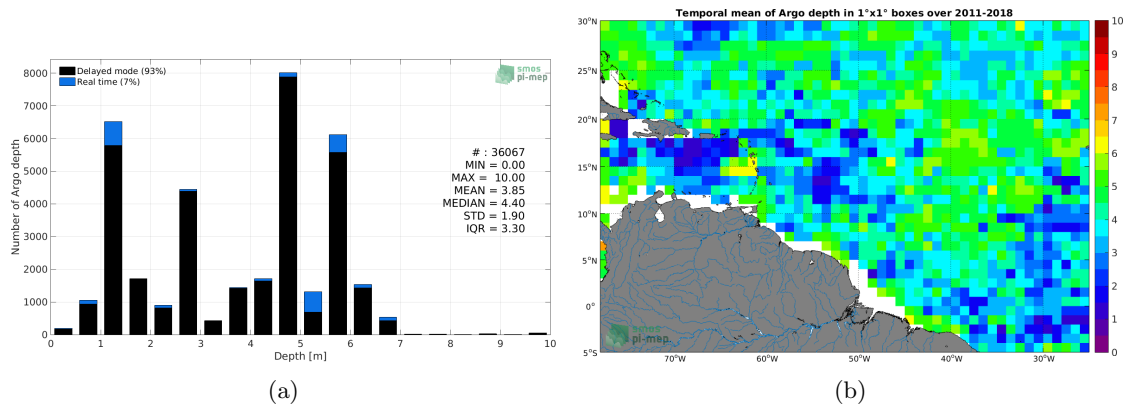 Delayed mode (93%)
Real time (7%)
smos
pi-mep
8000
7000
6000
5000
4000
3000
2000
1000
0
Number of Argo depth
# : 36067
MIN = 0.00
MAX = 10.00
MEAN = 3.85
MEDIAN = 4.40
STD = 1.90
IQR = 3.30
0 1 2 3 4 5 6 7 8 9 10
Depth [m]
(a)
Temporal mean of Argo depth in 1°x1° boxes over 2011-2018
30°N
25°N
20°N
15°N
10°N
5°N
0°
5°S
70°W 60°W 50°W 40°W 30°W
smos
pi-mep
10
9
8
7
6
5
4
3
2
1
0
(b)